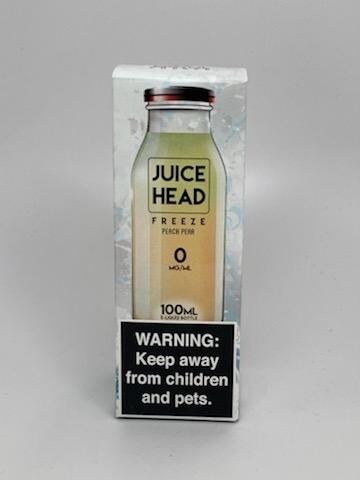 JUICE
HEAD
FREEZE
PEACH PEAR
0
MG/ML
100ML
E-LIQUID BOTTLE
WARNING:
Keep away
from children
and pets.